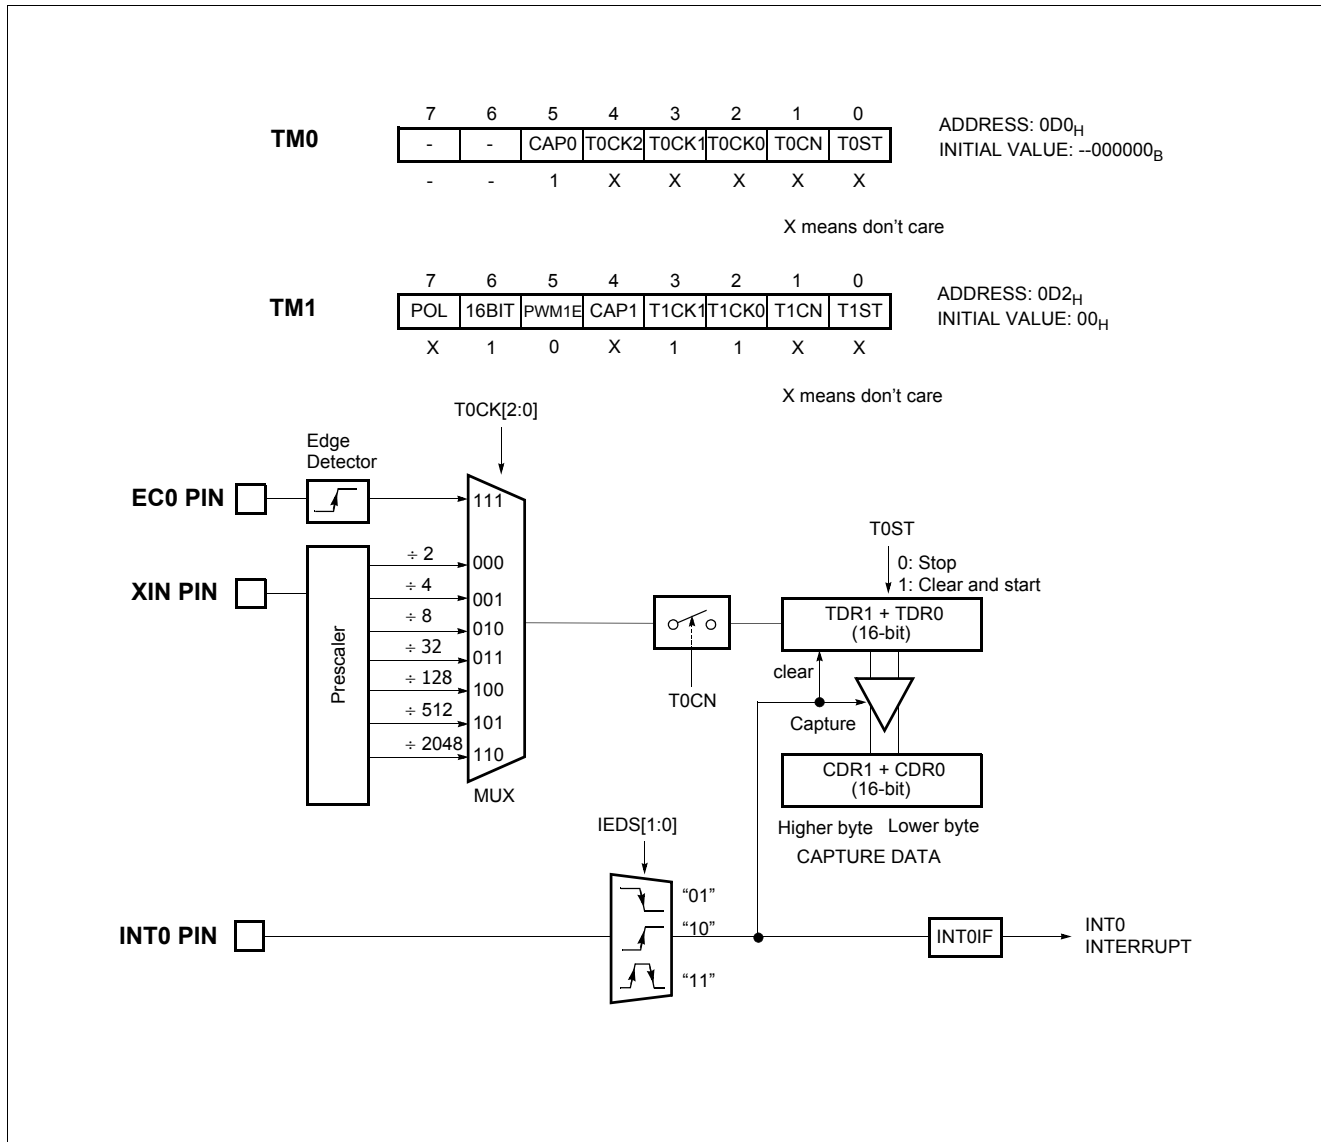 7 6 5 4 3 2 1 0
TM0
- - CAP0 T0CK2 T0CK1 T0CK0 T0CN T0ST
- - 1 X X X X X
ADDRESS: 0D0H
INITIAL VALUE: --000000B
X means don't care
7 6 5 4 3 2 1 0
TM1
POL 16BIT PWM1E CAP1 T1CK1 T1CK0 T1CN T1ST
X 1 0 X 1 1 X X
ADDRESS: 0D2H
INITIAL VALUE: 00H
X means don't care
T0CK[2:0]
Edge
Detector
EC0 PIN
111
XIN PIN
Prescaler
÷ 2 000
÷ 4 001
÷ 8 010
÷ 32 011
÷ 128 100
÷ 512 101
÷ 2048 110
MUX
T0CN
T0ST
0: Stop
1: Clear and start
TDR1 + TDR0
(16-bit)
clear
Capture
CDR1 + CDR0
(16-bit)
Higher byte Lower byte
CAPTURE DATA
IEDS[1:0]
INT0 PIN
“01”
“10”
“11”
INT0IF
INT0
INTERRUPT